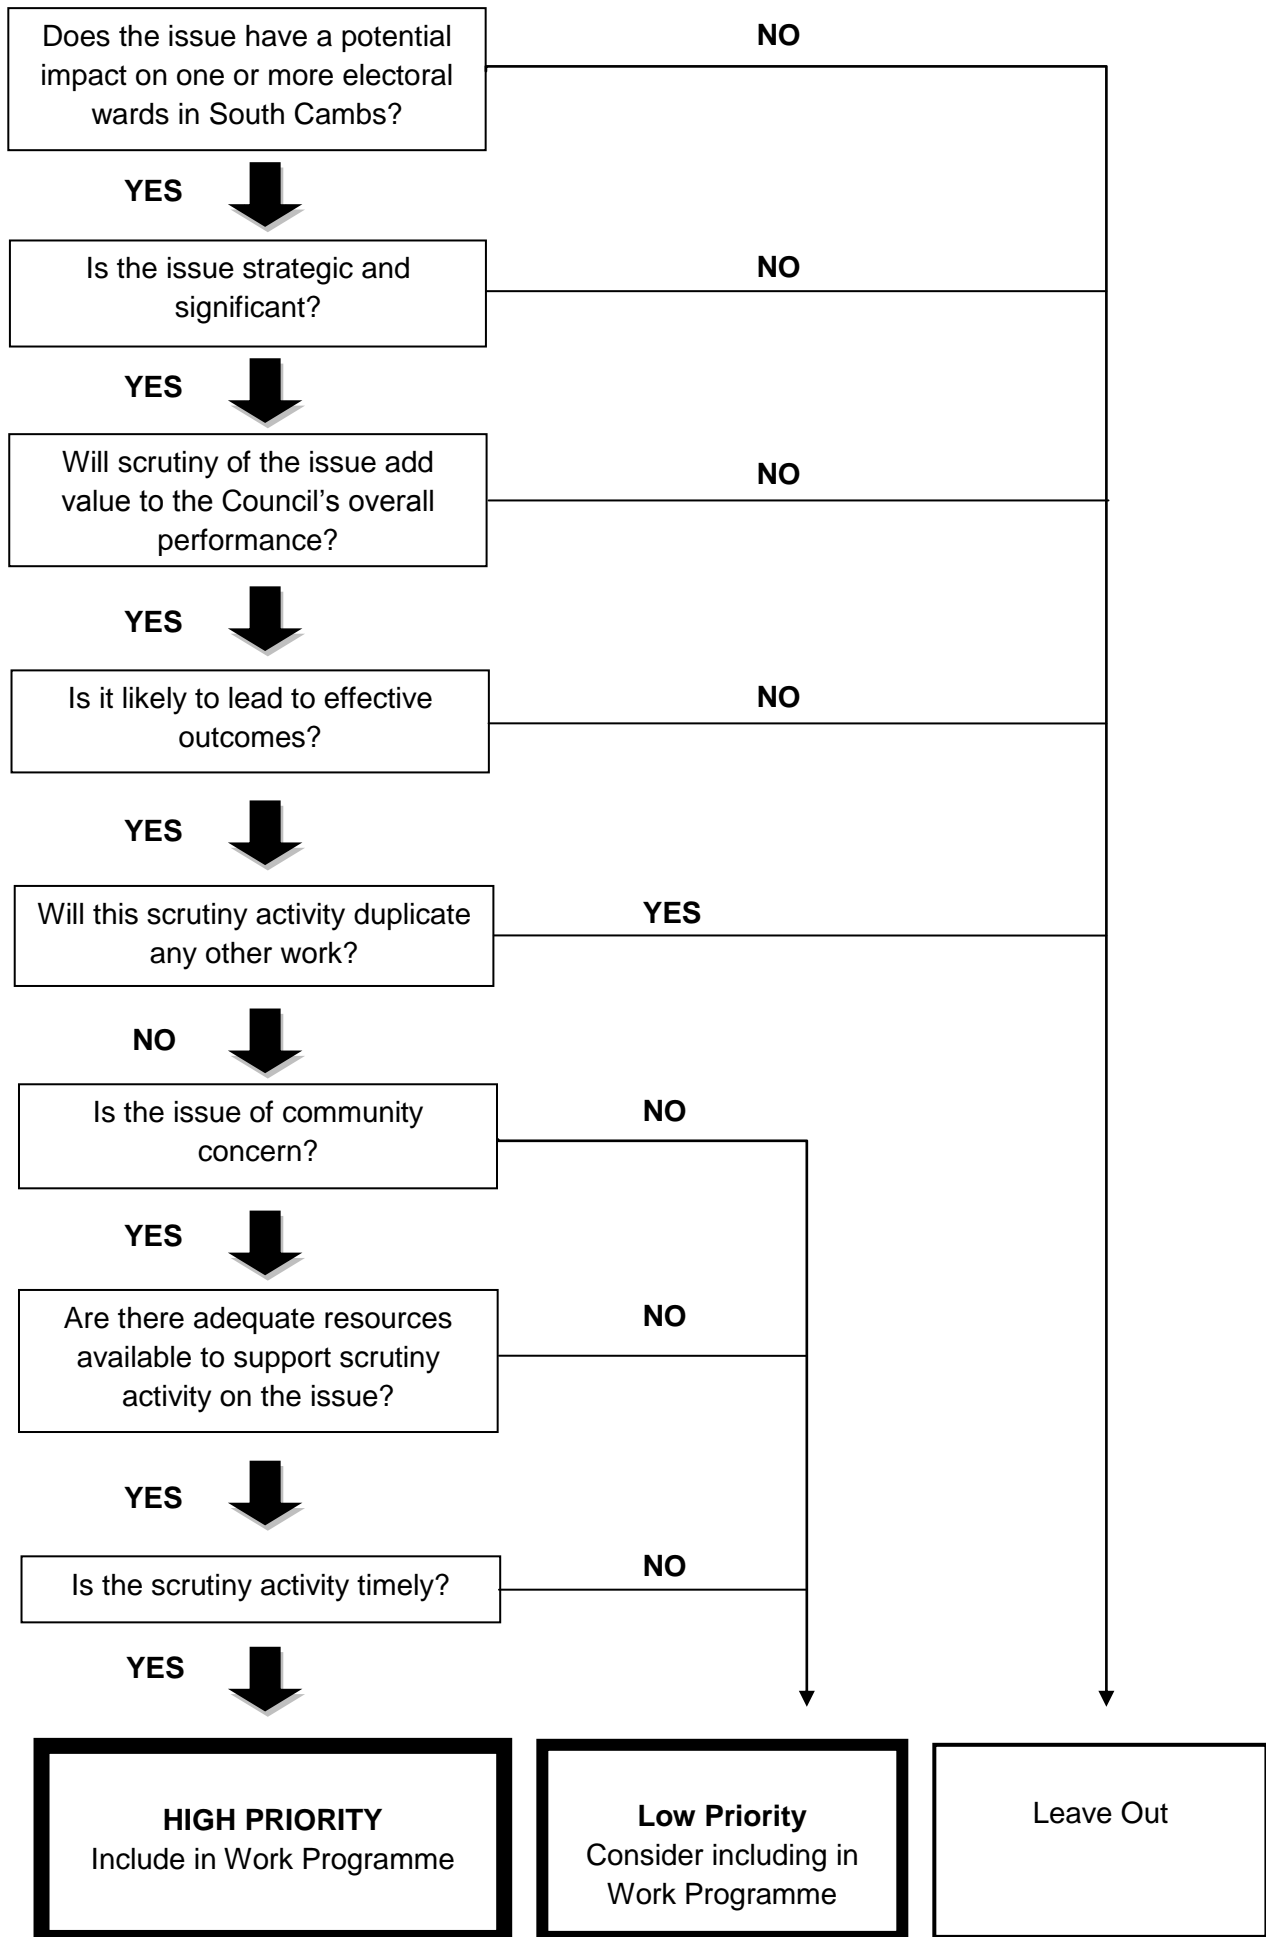 Does the issue have a potential
impact on one or more electoral
wards in South Cambs?
NO
YES
Is the issue strategic and
significant?
NO
YES
Will scrutiny of the issue add
value to the Council’s overall
performance?
NO
YES
Is it likely to lead to effective
outcomes?
NO
YES
Will this scrutiny activity duplicate
any other work?
YES
NO
Is the issue of community
concern?
NO
YES
Are there adequate resources
available to support scrutiny
activity on the issue?
NO
YES
Is the scrutiny activity timely?
NO
YES
HIGH PRIORITY
Include in Work Programme
Low Priority
Consider including in
Work Programme
Leave Out